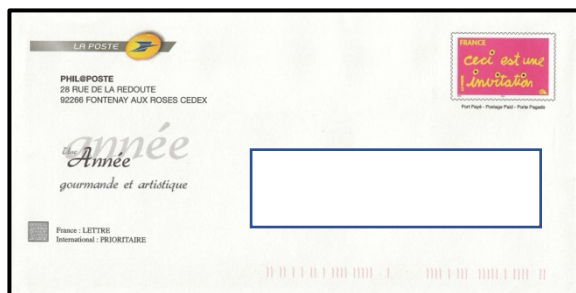 LA POSTE
PHIL@POSTE
28 RUE DE LA REDOUTE
92266 FONTENAY AUX ROSES CEDEX
FRANCE
ceci est une
invitation
Port Payé - Postage Paid - Porte Pagado
année
Une Année
gourmande et artistique
France : LETTRE
International : PRIORITAIRE